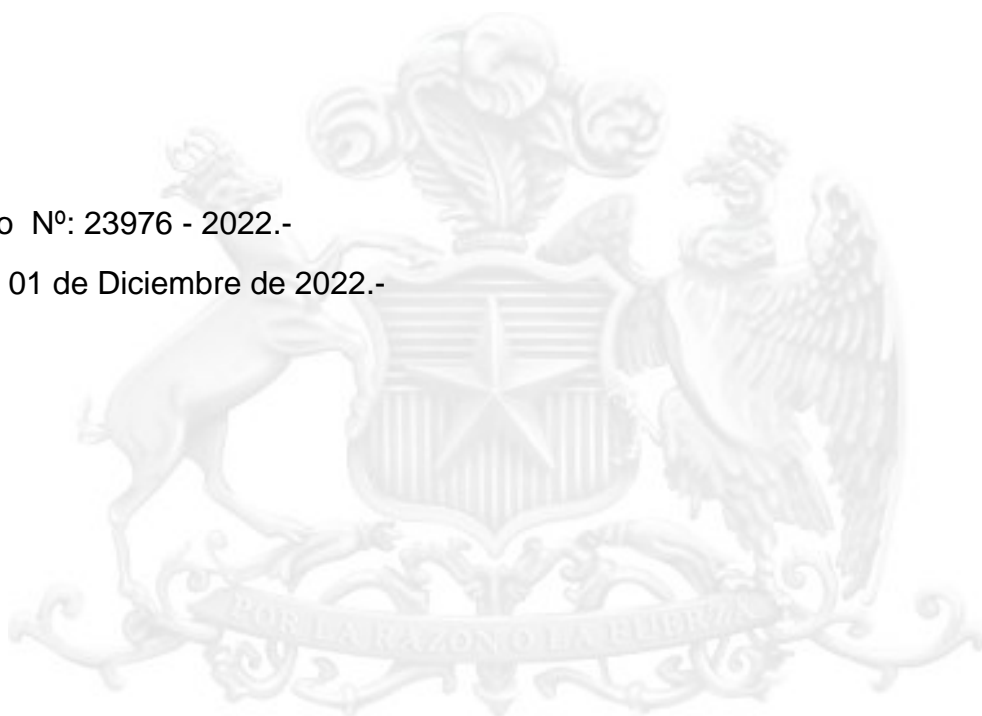 o Nº: 23976 - 2022.-
01 de Diciembre de 2022.-
POR LA RAZON O LA FUERZA